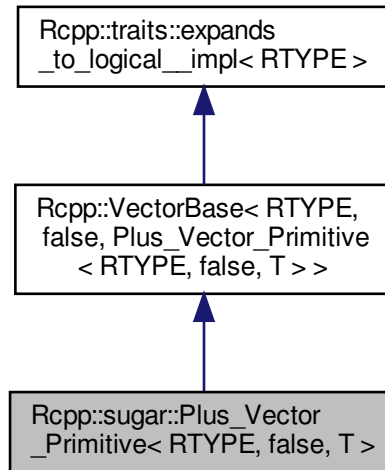 Rcpp::traits::expands
_to_logical__impl< RTYPE >
Rcpp::VectorBase< RTYPE,
false, Plus_Vector_Primitive
< RTYPE, false, T > >
Rcpp::sugar::Plus_Vector
_Primitive< RTYPE, false, T >